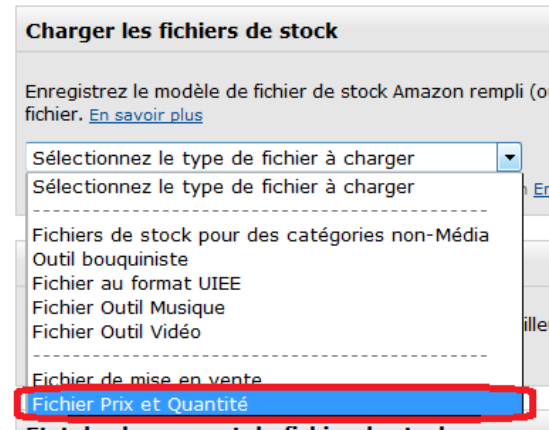 Charger les fichiers de stock
Enregistrez le modèle de fichier de stock Amazon rempli
fichier. En savoir plus
Sélectionnez le type de fichier à charger
Sélectionnez le type de fichier à charger
Fichiers de stock pour des catégories non-Média
Outil bouquiniste
Fichier au format UIEE
Fichier Outil Musique
Fichier Outil Vidéo
Fichier de mise en vente
Fichier Prix et Quantité